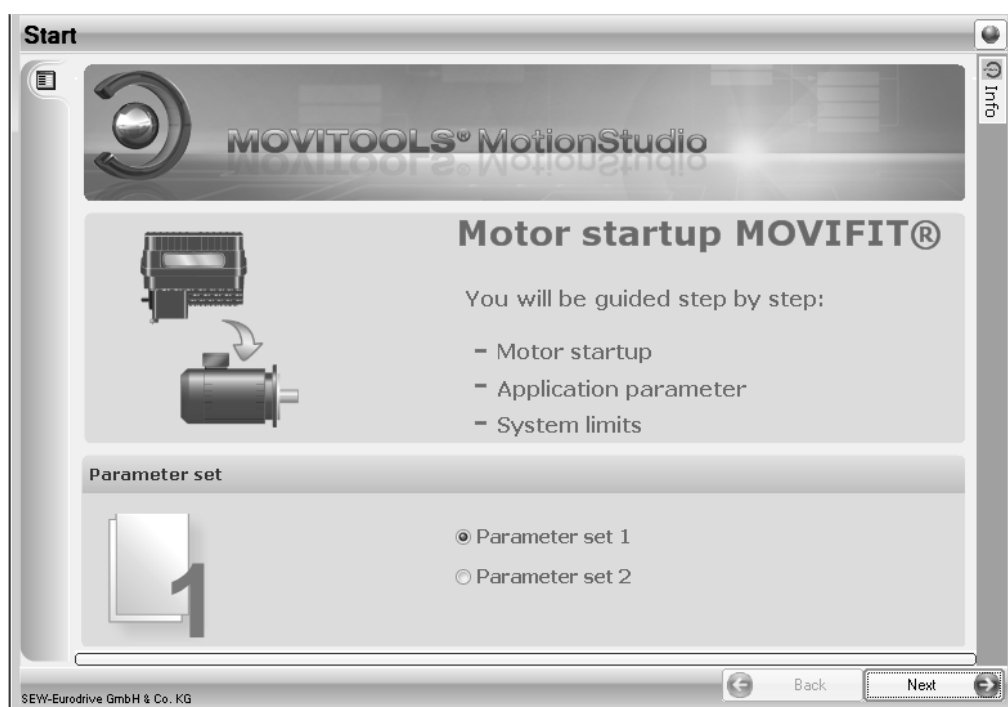 Start
Info
MOVITOOLS® MotionStudio
Motor startup MOVIFIT®
You will be guided step by step:
- Motor startup
- Application parameter
- System limits
Parameter set
1
Parameter set 1
Parameter set 2
Back
Next
SEW-Eurodrive GmbH & Co. KG